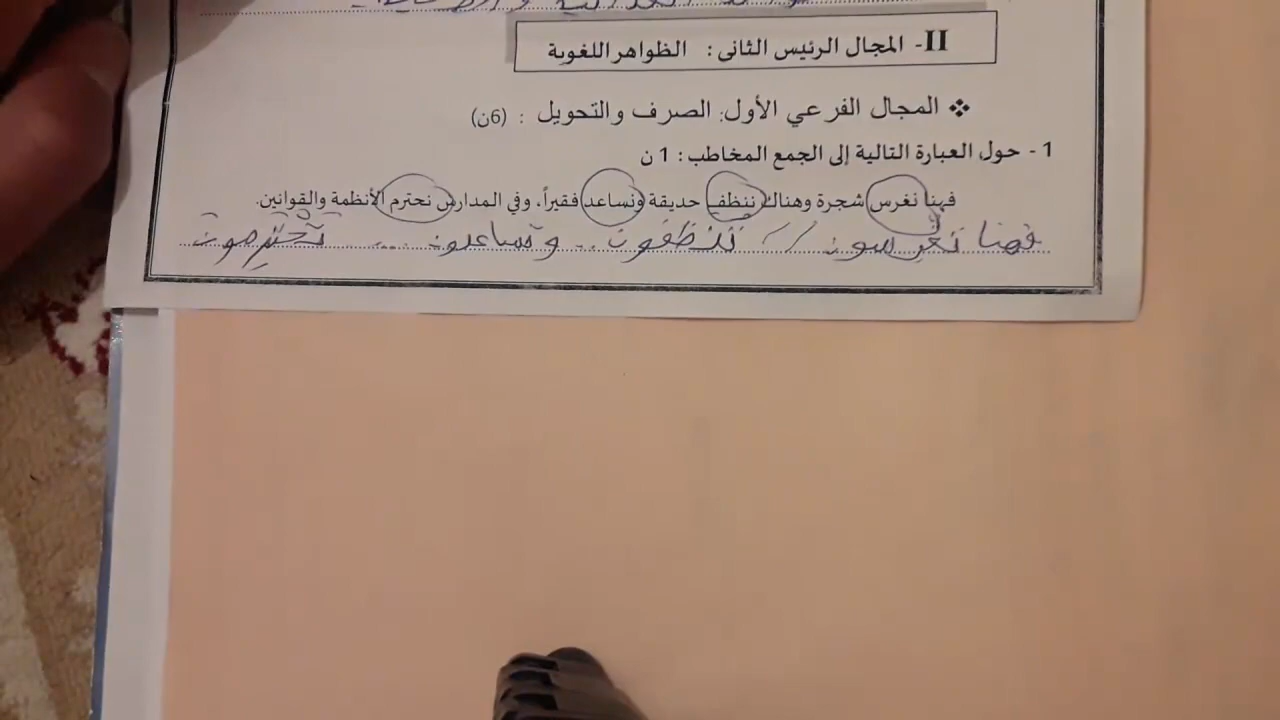 II- المجال الرئيس الثاني : الظواهر اللغوية
❖ المجال الفرعي الأول: الصرف والتحويل : (6ن)
1 - حول العبارة التالية إلى الجمع المخاطب : 1 ن
فهنا نغرس شجرة وهناك ننظف حديقة ونساعد فقيراً، وفي المدارس نحترم الأنظمة والقوانين.
فهنا تغرسون // تنظفون .. وتساعدون ... تحترمون